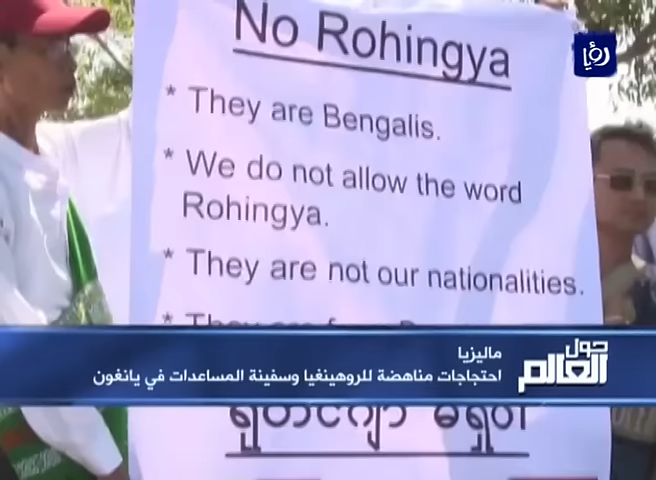 No Rohingya
رؤيا
* They are Bengalis.
* We do not allow the word
Rohingya.
* They are not our nationalities.
ماليزيا
احتجاجات مناهضة للروهينغيا وسفينة المساعدات في يانغون
حول
العالم